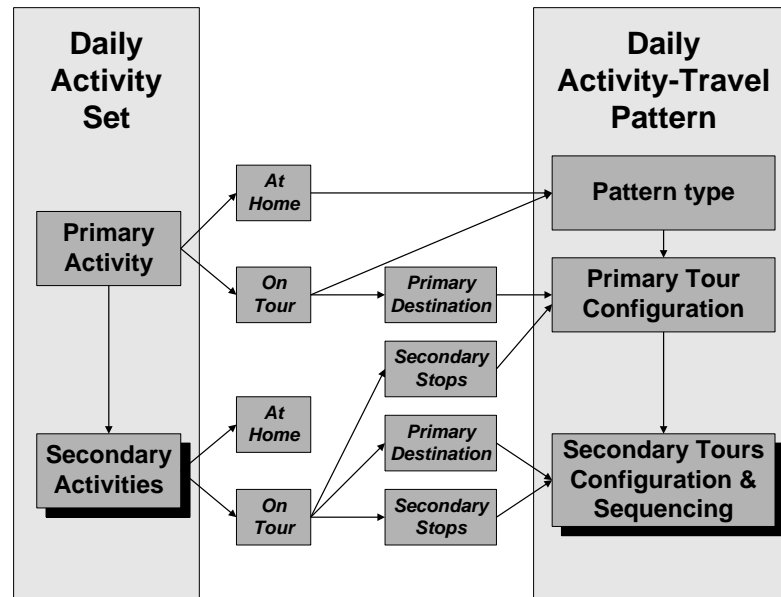 Daily
Activity
Set
Daily
Activity-Travel
Pattern
At
Home
Pattern type
Primary
Activity
On
Tour
Primary
Destination
Primary Tour
Configuration
Secondary
Stops
At
Home
Secondary
Activities
Primary
Destination
Secondary Tours
Configuration &
Sequencing
On
Tour
Secondary
Stops